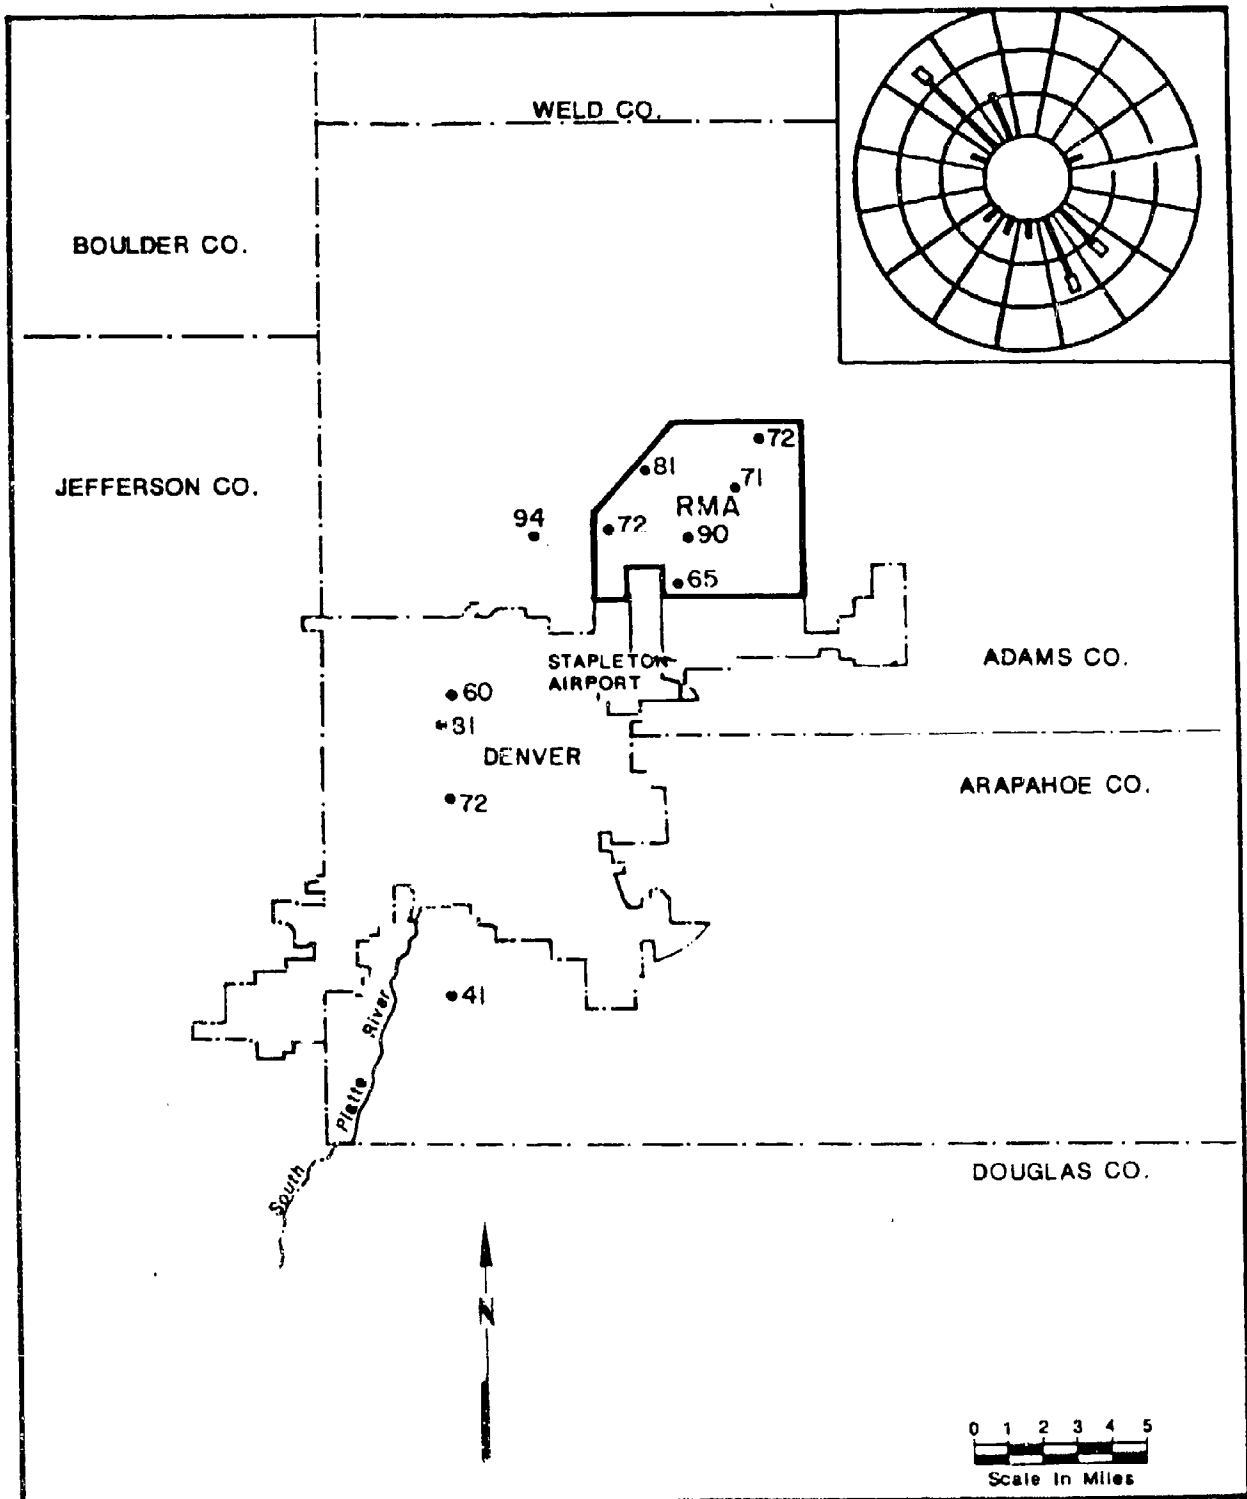 WELD CO.
BOULDER CO.
JEFFERSON CO.
72
81
71
RMA
94
72
90
65
STAPLETON
AIRPORT
ADAMS CO.
60
DENVER
ARAPAHOE CO.
72
41
South Platte River
DOUGLAS CO.
N
0 1 2 3 4 5
Scale In Miles